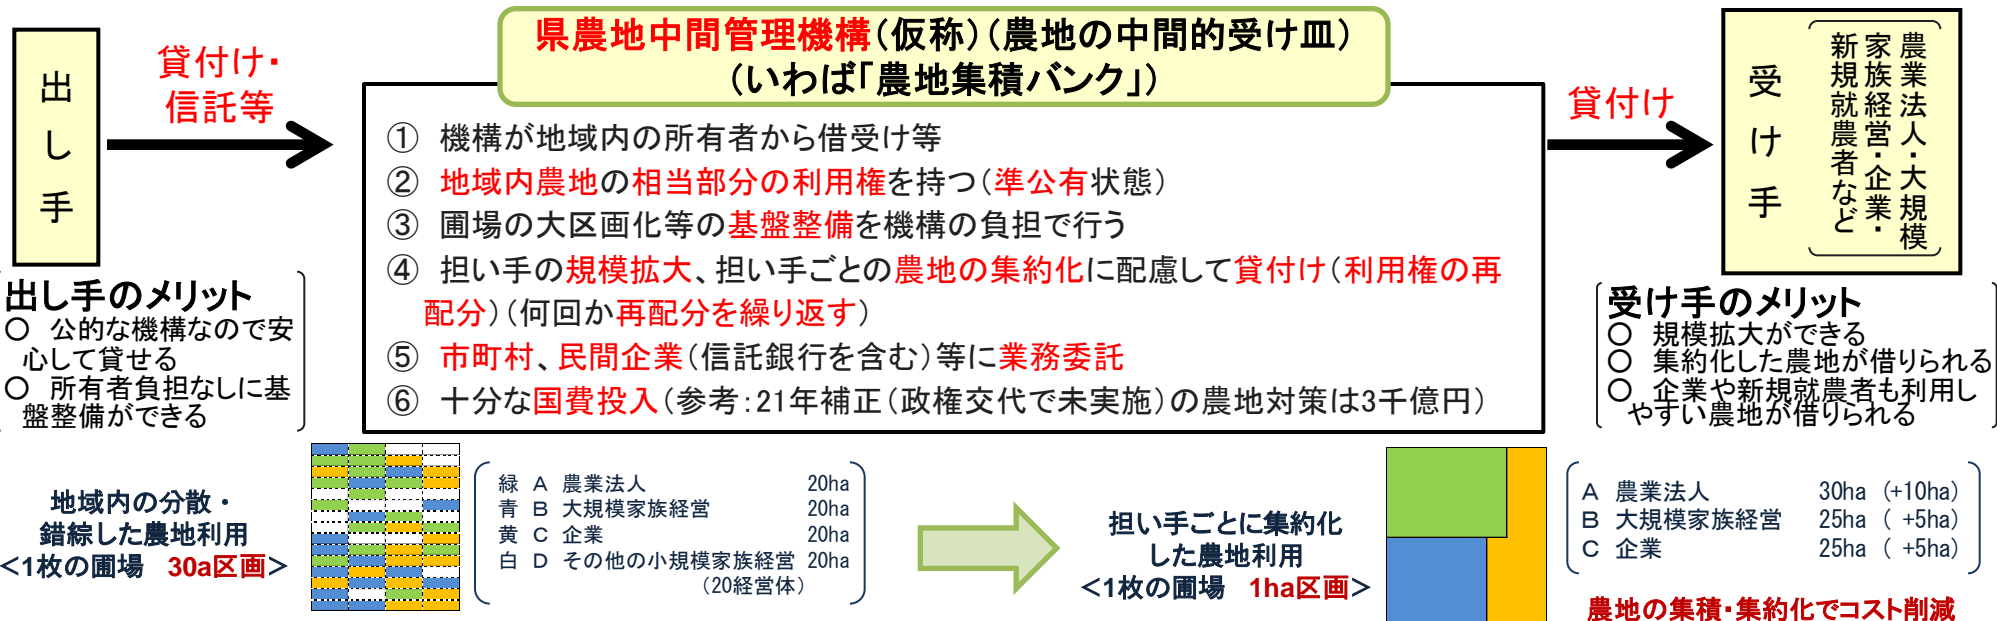 出し手
貸付け・
信託等
県農地中間管理機構(仮称)(農地の中間的受け皿)
(いわば「農地集積バンク」)
① 機構が地域内の所有者から借受け等
② 地域内農地の相当部分の利用権を持つ(準公有状態)
③ 圃場の大区画化等の基盤整備を機構の負担で行う
④ 担い手の規模拡大、担い手ごとの農地の集約化に配慮して貸付け(利用権の再
配分)(何回か再配分を繰り返す)
⑤ 市町村、民間企業(信託銀行を含む)等に業務委託
⑥ 十分な国費投入(参考:21年補正(政権交代で未実施)の農地対策は3千億円)
貸付け
受け手
農業法人・大規模
家族経営・企業・
新規就農者など
出し手のメリット
○ 公的な機構なので安
心して貸せる
○ 所有者負担なしに基
盤整備ができる
受け手のメリット
○ 規模拡大ができる
○ 集約化した農地が借りられる
○ 企業や新規就農者も利用し
やすい農地が借りられる
地域内の分散・
錯綜した農地利用
<1枚の圃場 30a区画>
緑 A 農業法人 20ha
青 B 大規模家族経営 20ha
黄 C 企業 20ha
白 D その他の小規模家族経営 20ha
(20経営体)
担い手ごとに集約化
した農地利用
<1枚の圃場 1ha区画>
A 農業法人 30ha (+10ha)
B 大規模家族経営 25ha ( +5ha)
C 企業 25ha ( +5ha)
農地の集積・集約化でコスト削減